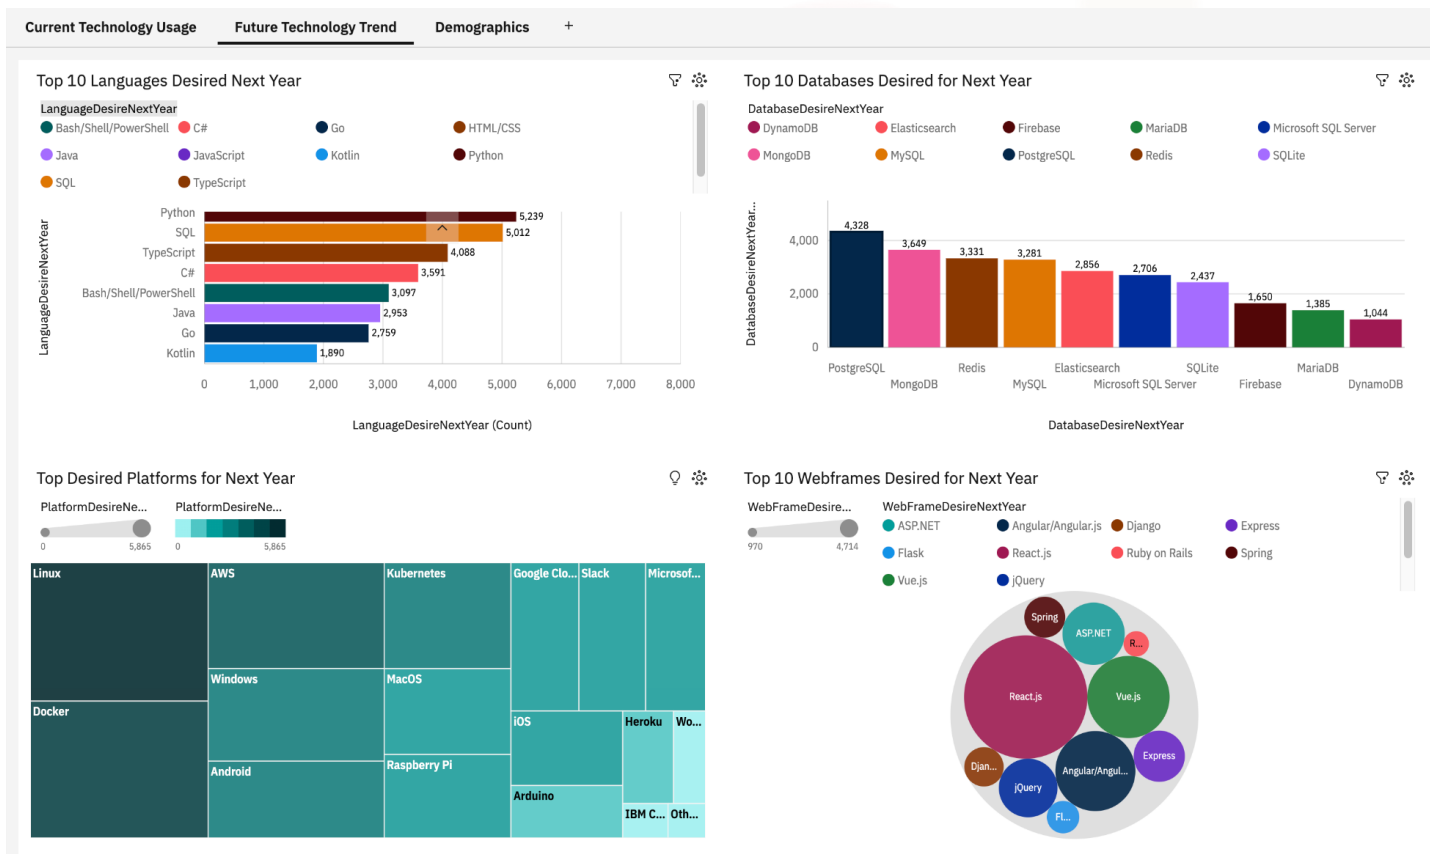 Current Technology Usage Future Technology Trend Demographics +
Top 10 Languages Desired Next Year
LanguageDesireNextYear
Bash/Shell/PowerShell C# Go HTML/CSS
Java JavaScript Kotlin Python
SQL TypeScript
LanguageDesireNextYear
Python 5,239
SQL 5,012
TypeScript 4,088
C# 3,591
Bash/Shell/PowerShell 3,097
Java 2,953
Go 2,759
Kotlin 1,890
0 1,000 2,000 3,000 4,000 5,000 6,000 7,000 8,000
LanguageDesireNextYear (Count)
Top 10 Databases Desired for Next Year
DatabaseDesireNextYear
DynamoDB Elasticsearch Firebase MariaDB Microsoft SQL Server
MongoDB MySQL PostgreSQL Redis SQLite
DatabaseDesireNextYear...
4,000
2,000
0
4,328 3,649 3,331 3,281 2,856 2,706 2,437 1,650 1,385 1,044
PostgreSQL Redis Elasticsearch SQLite MariaDB
MongoDB MySQL Microsoft SQL Server Firebase DynamoDB
DatabaseDesireNextYear
Top Desired Platforms for Next Year
PlatformDesireNe... PlatformDesireNe...
0 5,865 0 5,865
Linux AWS Kubernetes Google Clo... Slack Microsof...
Windows MacOS
Docker iOS Heroku Wo...
Android Raspberry Pi
Arduino
IBM C... Oth...
Top 10 Webframes Desired for Next Year
WebFrameDesire... WebFrameDesireNextYear
970 4,714
ASP.NET Angular/Angular.js Django Express
Flask React.js Ruby on Rails Spring
Vue.js jQuery
Spring
ASP.NET
R...
React.js Vue.js
Express
Djan... Angular/Angul...
jQuery
Fl...